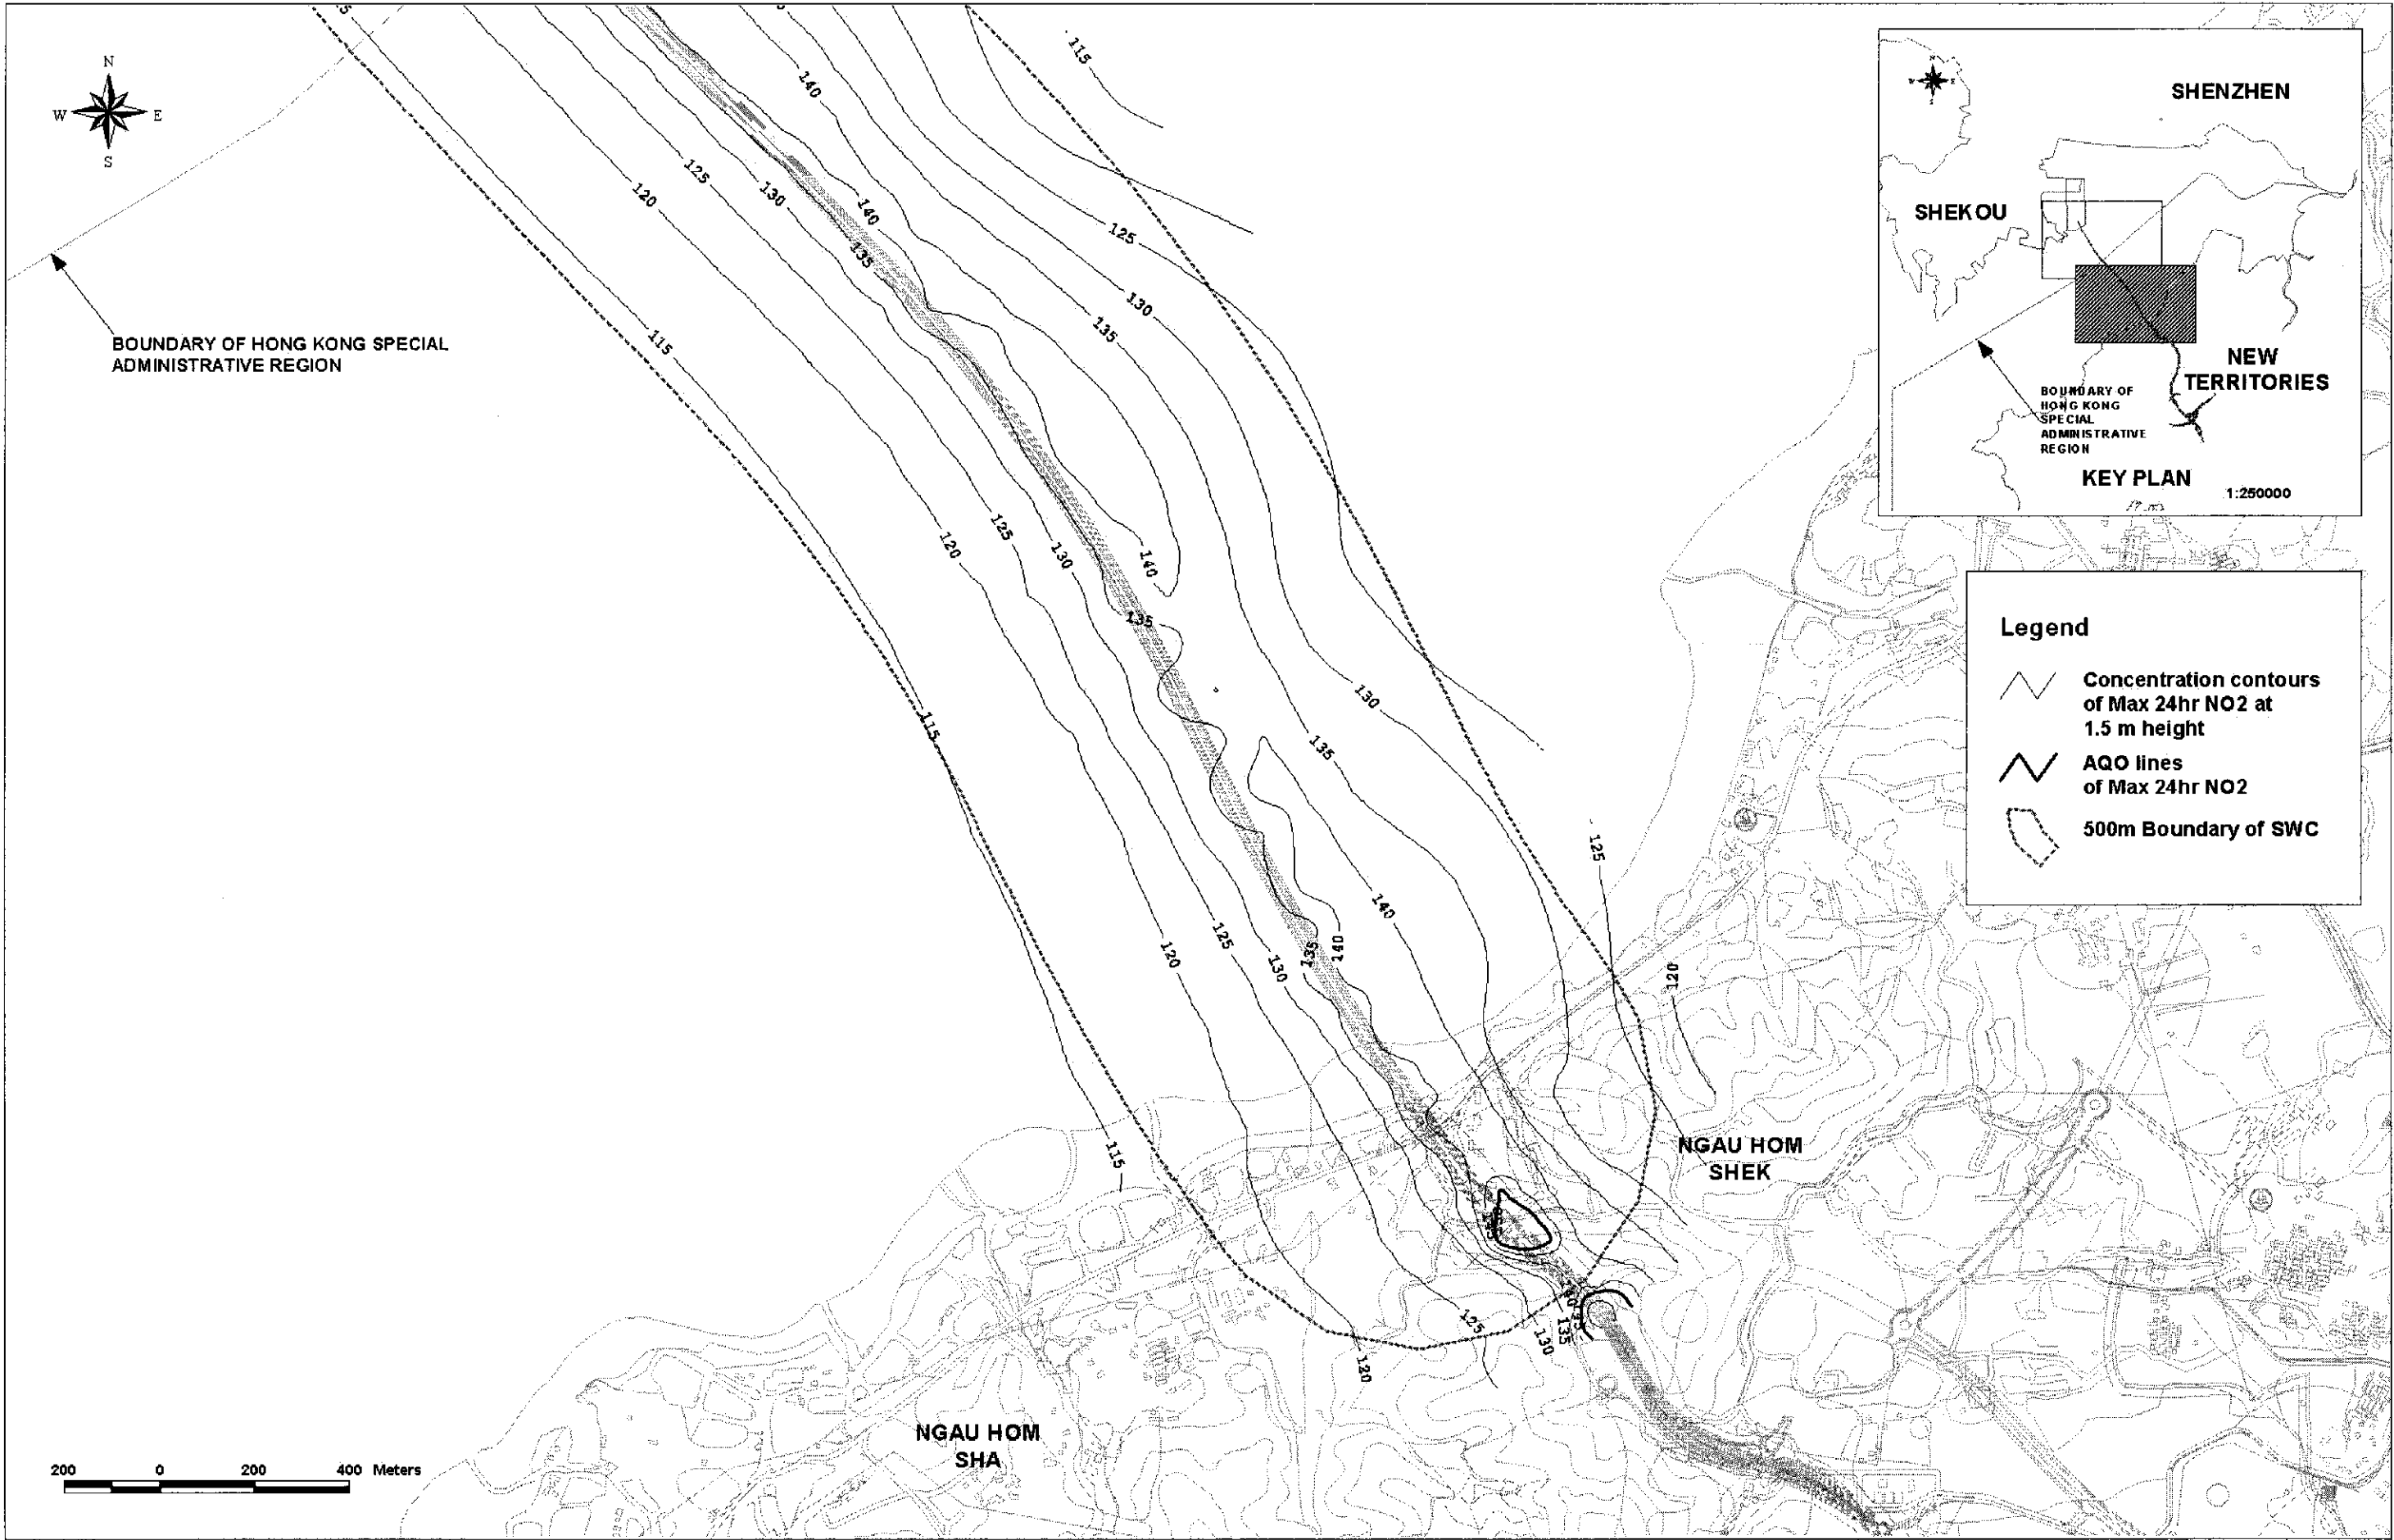 N
W E
S
BOUNDARY OF HONG KONG SPECIAL
ADMINISTRATIVE REGION
115
140
125
120
130
140
135
125
130
135
115
120
125
130
140
135
130
135
115
125
140
120
125
130
135
140
120
115
NGAU HOM
SHEK
125
130
135
120
NGAU HOM
SHA
200 0 200 400 Meters
SHENZHEN
SHEKOU
NEW
TERRITORIES
BOUNDARY OF
HONG KONG
SPECIAL
ADMINISTRATIVE
REGION
KEY PLAN
1:250000
Legend
Concentration contours
of Max 24hr NO2 at
1.5 m height
AQO lines
of Max 24hr NO2
500m Boundary of SWC